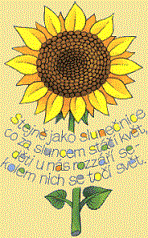 Stejně jako slunečnice
co za sluncem stáčí květ,
děti u nás rozzáří se -
kolem nich se točí svět.